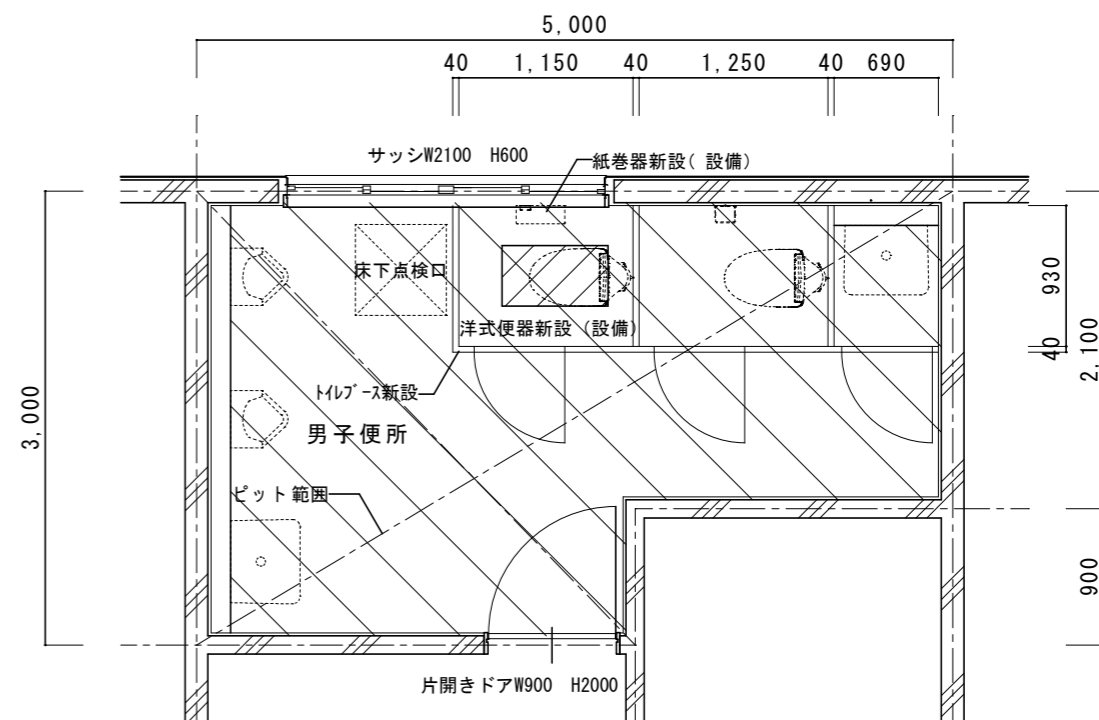 5,000
40 1,150 40 1,250 40 690
サッシW2100 H600
紙巻器新設( 設備)
床下点検口
930
洋式便器新設（設備）
40
2,100
トイレブース新設
3,000
男子便所
ピット範囲
900
片開きドアW900 H2000